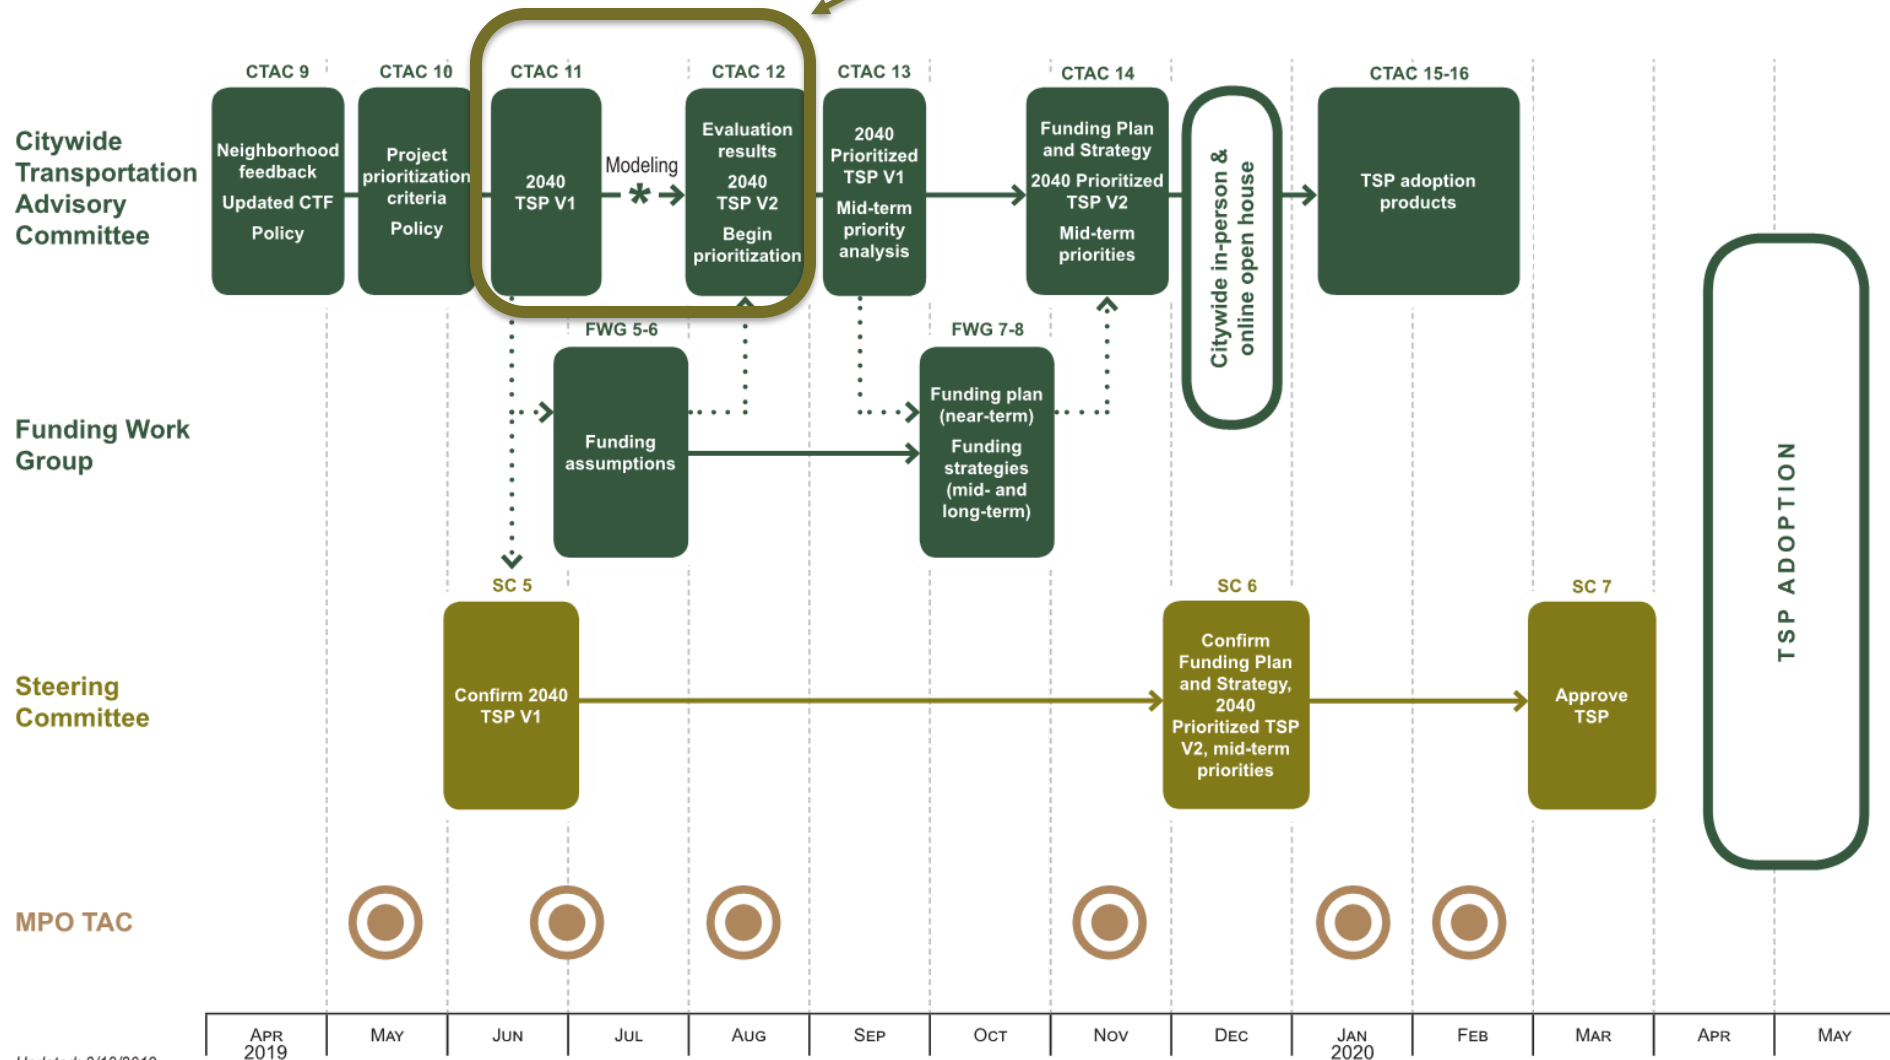 CTAC 9
CTAC 10
CTAC 11
CTAC 12
CTAC 13
CTAC 14
CTAC 15-16
Citywide
Transportation
Advisory
Committee
Neighborhood
feedback
Updated CTF
Policy
Project
prioritization
criteria
Policy
2040
TSP V1
Modeling
*
Evaluation
results
2040
TSP V2
Begin
prioritization
2040
Prioritized
TSP V1
Mid-term
priority
analysis
Funding Plan
and Strategy
2040 Prioritized
TSP V2
Mid-term
priorities
Citywide in-person &
online open house
TSP adoption
products
FWG 5-6
FWG 7-8
Funding Work
Group
Funding
assumptions
Funding plan
(near-term)
Funding
strategies
(mid- and
long-term)
TSP ADOPTION
SC 5
SC 6
SC 7
Steering
Committee
Confirm 2040
TSP V1
Confirm
Funding Plan
and Strategy,
2040
Prioritized TSP
V2, mid-term
priorities
Approve
TSP
MPO TAC
APR MAY JUN JUL AUG SEP OCT NOV DEC JAN FEB MAR APR MAY
2019 2020